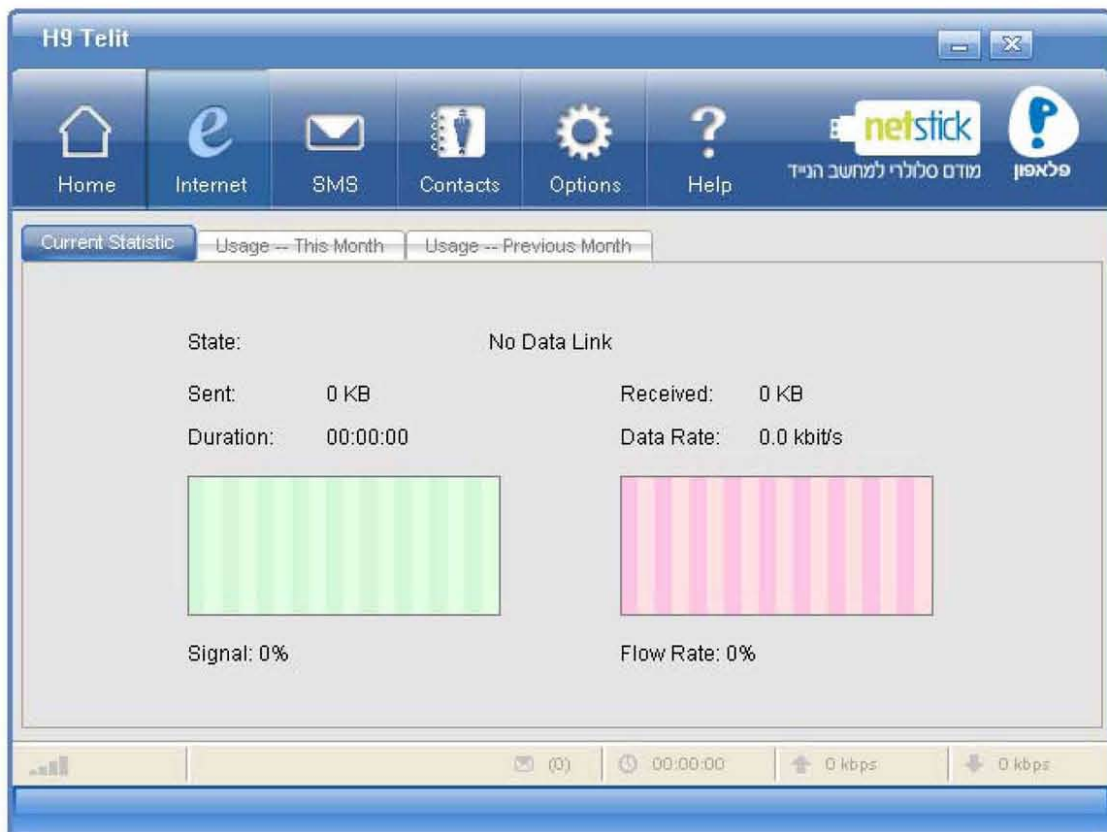 H9 Telit
netstick
מודם סלולרי למחשב הנייד
פלאפון
Home
Internet
SMS
Contacts
Options
Help
Current Statistic
Usage -- This Month
Usage -- Previous Month
State: No Data Link
Sent: 0 KB Received: 0 KB
Duration: 00:00:00 Data Rate: 0.0 kbit/s
Signal: 0% Flow Rate: 0%
(0) 00:00:00 0 kbps 0 kbps